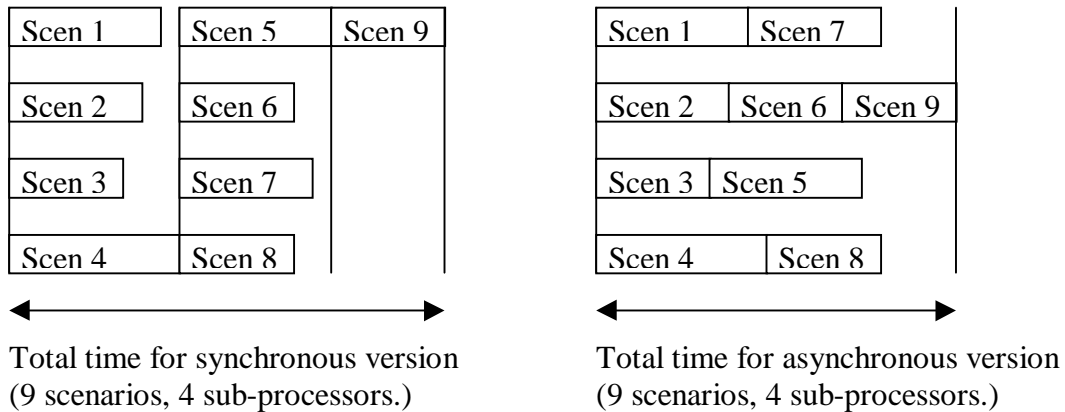 Scen 1
Scen 5
Scen 9
Scen 2
Scen 6
Scen 3
Scen 7
Scen 4
Scen 8
Total time for synchronous version
(9 scenarios, 4 sub-processors.)
Scen 1
Scen 7
Scen 2
Scen 6
Scen 9
Scen 3
Scen 5
Scen 4
Scen 8
Total time for asynchronous version
(9 scenarios, 4 sub-processors.)